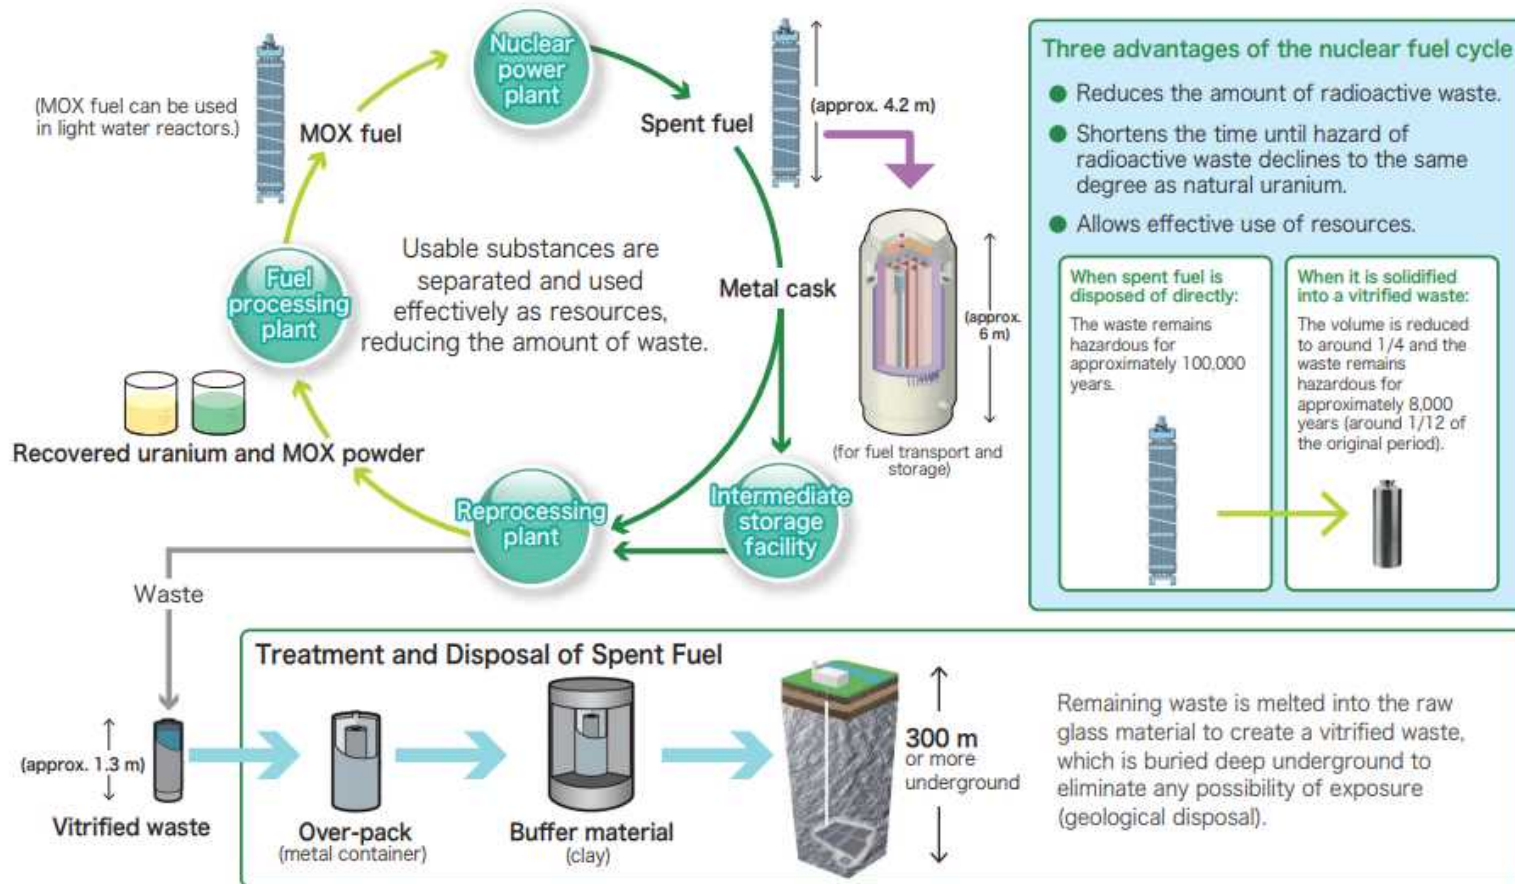 Nuclear
power
plant
(MOX fuel can be used
in light water reactors.)
MOX fuel
Spent fuel
(approx. 4.2 m)
Usable substances are
separated and used
effectively as resources,
reducing the amount of waste.
Fuel
processing
plant
Metal cask
(approx.
6 m)
(for fuel transport and
storage)
Recovered uranium and MOX powder
Reprocessing
plant
Intermediate
storage
facility
Waste
Three advantages of the nuclear fuel cycle
● Reduces the amount of radioactive waste.
● Shortens the time until hazard of
radioactive waste declines to the same
degree as natural uranium.
● Allows effective use of resources.
When spent fuel is
disposed of directly:
The waste remains
hazardous for
approximately 100,000
years.
When it is solidified
into a vitrified waste:
The volume is reduced
to around 1/4 and the
waste remains
hazardous for
approximately 8,000
years (around 1/12 of
the original period).
Treatment and Disposal of Spent Fuel
(approx. 1.3 m)
Vitrified waste
Over-pack
(metal container)
Buffer material
(clay)
300 m
or more
underground
Remaining waste is melted into the raw
glass material to create a vitrified waste,
which is buried deep underground to
eliminate any possibility of exposure
(geological disposal).